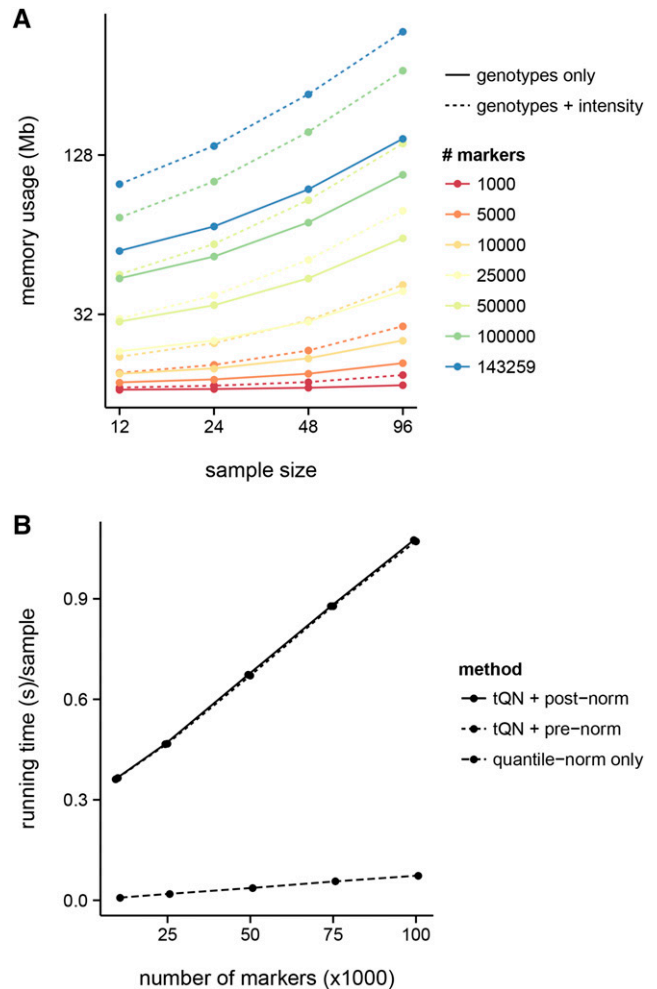 A
memory usage (Mb)
128
32
12
24
48
96
sample size
genotypes only
genotypes + intensity
# markers
1000
5000
10000
25000
50000
100000
143259
B
running time (s)/sample
0.9
0.6
0.3
0.0
25
50
75
100
number of markers (x1000)
method
tQN + post−norm
tQN + pre−norm
quantile−norm only